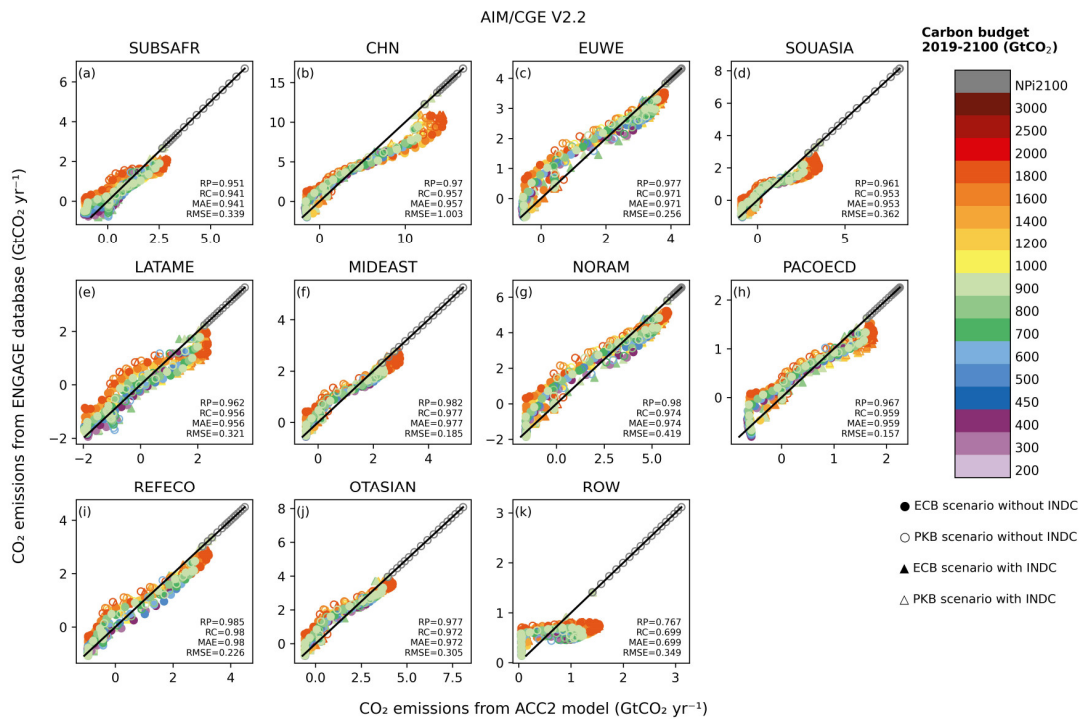 AIM/CGE V2.2
SUBSAFR
(a)
6
4
2
0
0.0
2.5
5.0
RP=0.951
RC=0.941
MAE=0.941
RMSE=0.339
CHN
(b)
15
10
5
0
0
10
RP=0.97
RC=0.957
MAE=0.957
RMSE=1.003
EUWE
(c)
4
3
2
1
0
0
2
4
RP=0.977
RC=0.971
MAE=0.971
RMSE=0.256
SOUASIA
(d)
8
6
4
2
0
0
5
RP=0.961
RC=0.953
MAE=0.953
RMSE=0.362
LATAME
(e)
2
0
−2
−2
0
2
RP=0.962
RC=0.956
MAE=0.956
RMSE=0.321
MIDEAST
(f)
4
2
0
0
2
4
RP=0.982
RC=0.977
MAE=0.977
RMSE=0.185
NORAM
(g)
6
4
2
0
−2
0.0
2.5
5.0
RP=0.98
RC=0.974
MAE=0.974
RMSE=0.419
PACOECD
(h)
2
1
0
0
1
2
RP=0.967
RC=0.959
MAE=0.959
RMSE=0.157
REFECO
(i)
4
2
0
0
2
4
RP=0.985
RC=0.98
MAE=0.98
RMSE=0.226
OTASIAN
(j)
8
6
4
2
0
0.0
2.5
5.0
7.5
RP=0.977
RC=0.972
MAE=0.972
RMSE=0.305
ROW
(k)
3
2
1
0
0
1
2
3
RP=0.767
RC=0.699
MAE=0.699
RMSE=0.349
CO₂ emissions from ENGAGE database (GtCO₂ yr⁻¹)
CO₂ emissions from ACC2 model (GtCO₂ yr⁻¹)
Carbon budget
2019-2100 (GtCO₂)
NPi2100
3000
2500
2000
1800
1600
1400
1200
1000
900
800
700
600
500
450
400
300
200
ECB scenario without INDC
PKB scenario without INDC
ECB scenario with INDC
PKB scenario with INDC